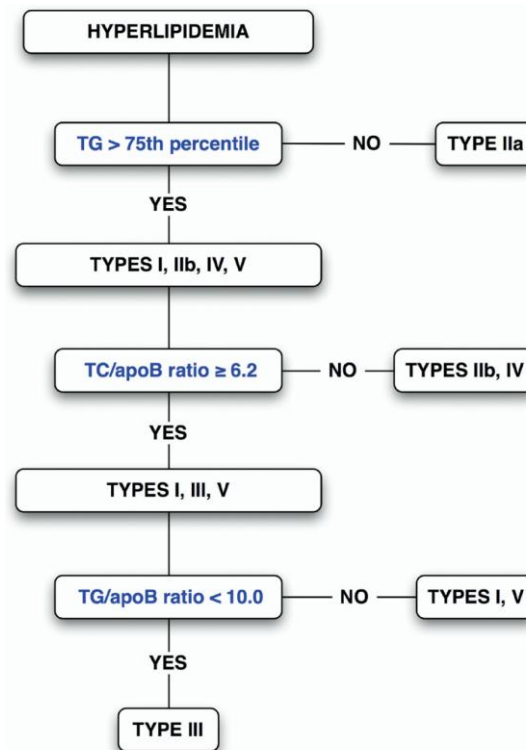 HYPERLIPIDEMIA
TG > 75th percentile
NO
TYPE IIa
YES
TYPES I, IIb, IV, V
TC/apoB ratio ≥ 6.2
NO
TYPES IIb, IV
YES
TYPES I, III, V
TG/apoB ratio < 10.0
NO
TYPES I, V
YES
TYPE III